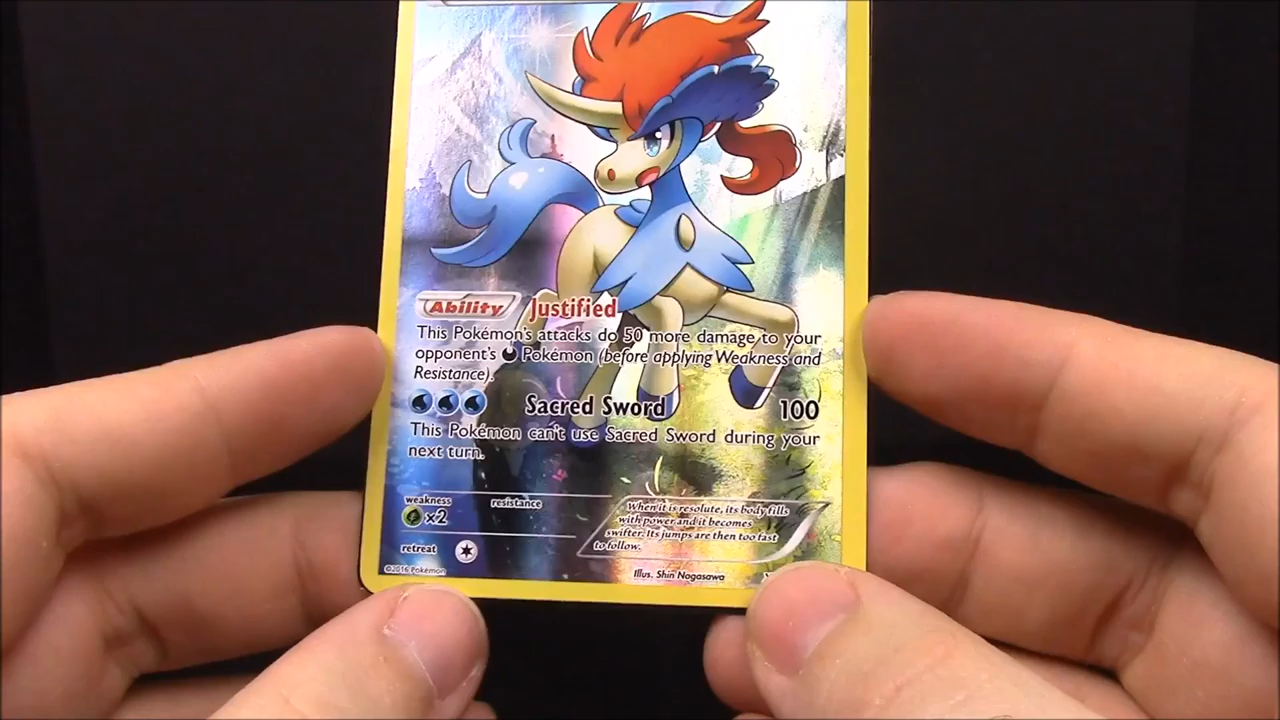 Ability Justified
This Pokémon's attacks do 50 more damage to your
opponent's Pokémon (before applying Weakness and
Resistance).
Sacred Sword 100
This Pokémon can't use Sacred Sword during your
next turn.
weakness resistance
×2
When it is resolute, its body fills
with power and it becomes
swifter. Its jumps are then too fast
to follow.
retreat
©2016 Pokémon
Illus. Shin Nagasawa